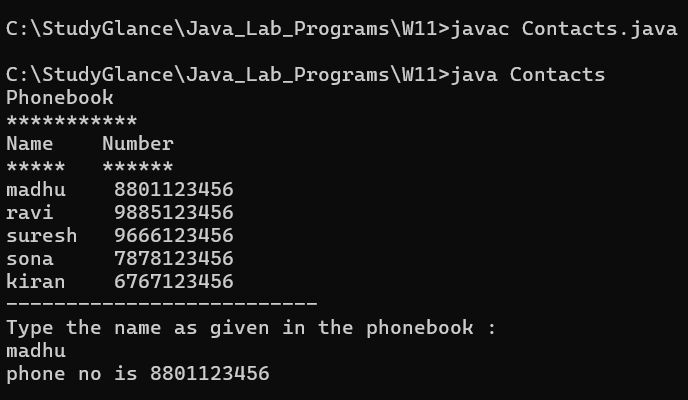 C:\StudyGlance\Java_Lab_Programs\W11>javac Contacts.java
C:\StudyGlance\Java_Lab_Programs\W11>java Contacts
Phonebook
***********
Name    Number
*****   ******
madhu    8801123456
ravi     9885123456
suresh   9666123456
sona     7878123456
kiran    6767123456
--------------------------
Type the name as given in the phonebook :
madhu
phone no is 8801123456